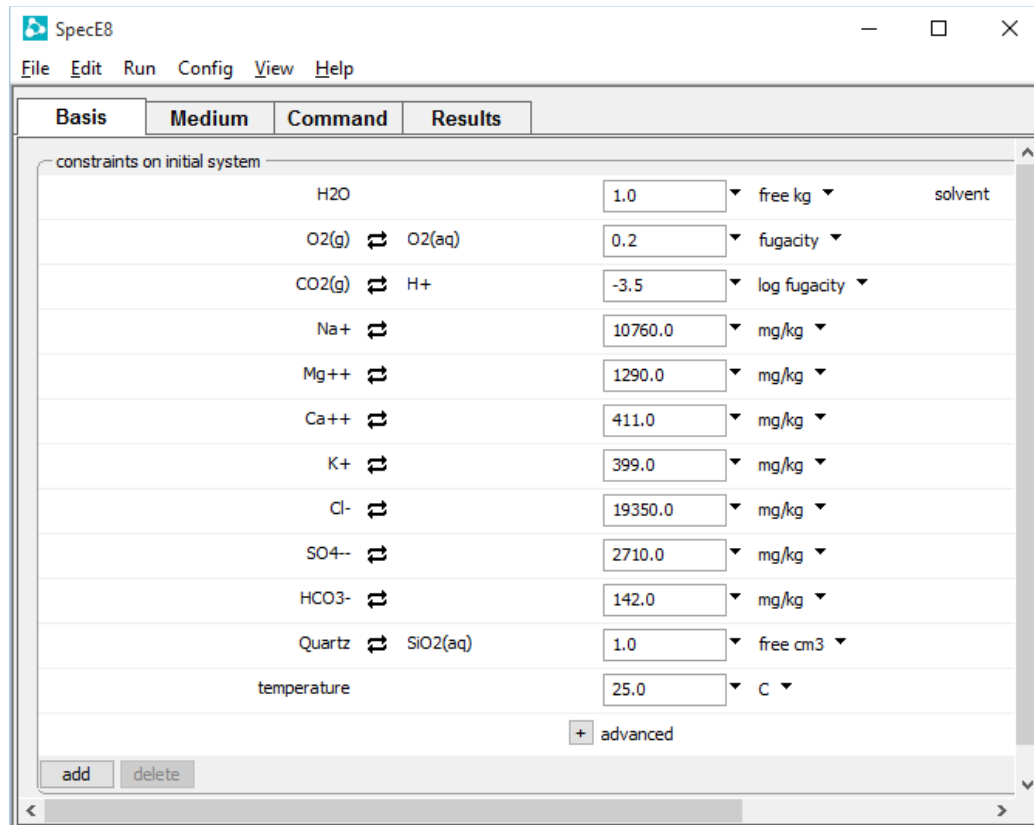 SpecE8
File Edit Run Config View Help
Basis Medium Command Results
constraints on initial system
H2O 1.0 free kg solvent
O2(g) O2(aq) 0.2 fugacity
CO2(g) H+ -3.5 log fugacity
Na+ 10760.0 mg/kg
Mg++ 1290.0 mg/kg
Ca++ 411.0 mg/kg
K+ 399.0 mg/kg
Cl- 19350.0 mg/kg
SO4-- 2710.0 mg/kg
HCO3- 142.0 mg/kg
Quartz SiO2(aq) 1.0 free cm3
temperature 25.0 C
+ advanced
add delete